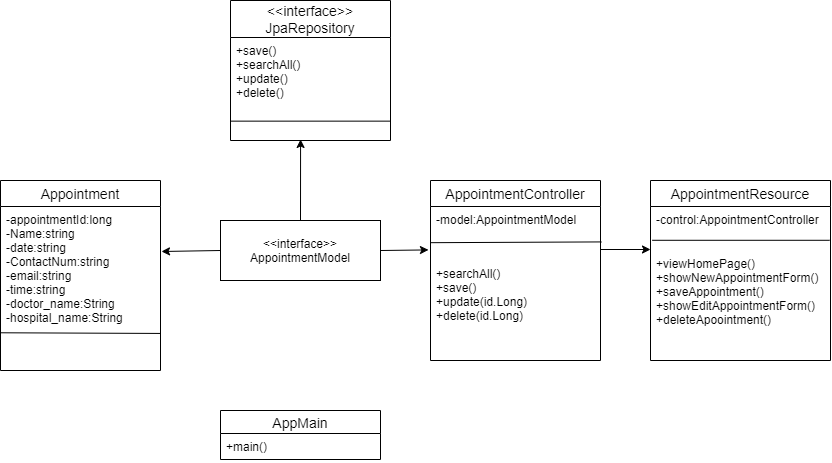 <<interface>>
JpaRepository
+save()
+searchAll()
+update()
+delete()
Appointment
-appointmentId:long
-Name:string
-date:string
-ContactNum:string
-email:string
-time:string
-doctor_name:String
-hospital_name:String
<<interface>>
AppointmentModel
AppointmentController
-model:AppointmentModel
+searchAll()
+save()
+update(id.Long)
+delete(id.Long)
AppointmentResource
-control:AppointmentController
+viewHomePage()
+showNewAppointmentForm()
+saveAppointment()
+showEditAppointmentForm()
+deleteApoointment()
AppMain
+main()